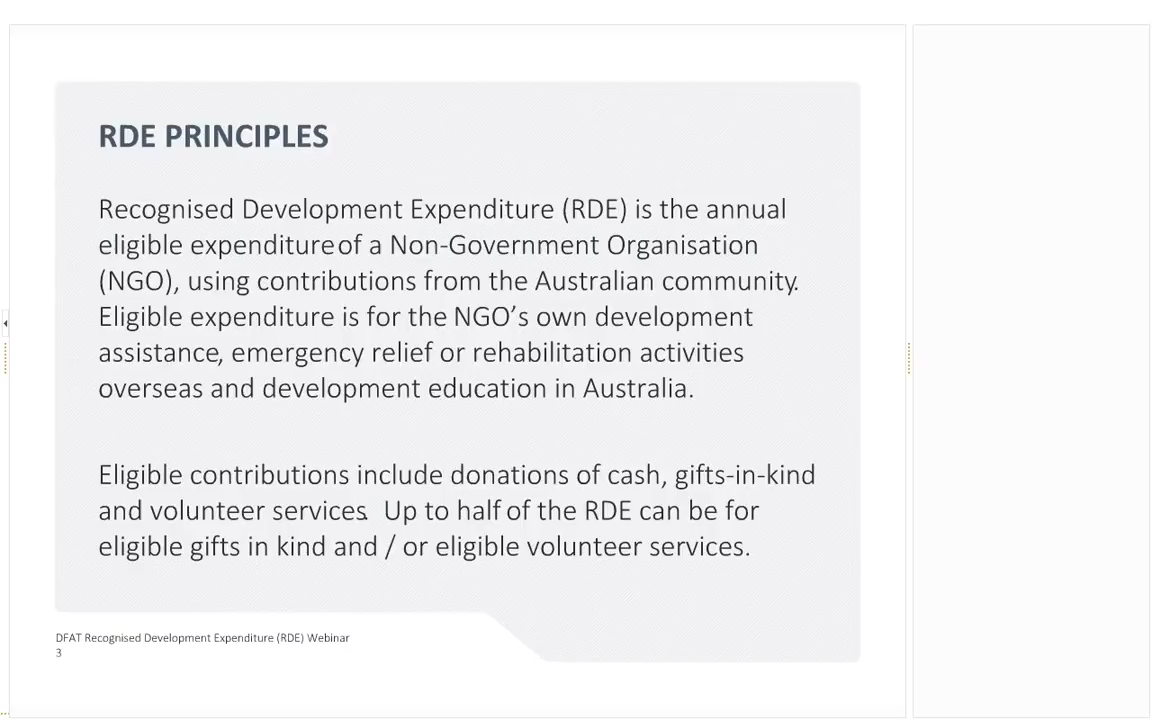 RDE PRINCIPLES
Recognised Development Expenditure (RDE) is the annual
eligible expenditure of a Non-Government Organisation
(NGO), using contributions from the Australian community.
Eligible expenditure is for the NGO’s own development
assistance, emergency relief or rehabilitation activities
overseas and development education in Australia.
Eligible contributions include donations of cash, gifts-in-kind
and volunteer services.  Up to half of the RDE can be for
eligible gifts in kind and / or eligible volunteer services.
DFAT Recognised Development Expenditure (RDE) Webinar
3